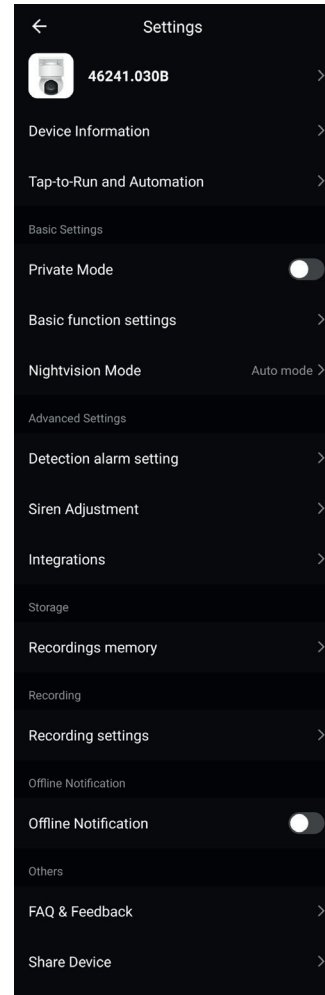 Settings
46241.030B
Device Information
Tap-to-Run and Automation
Basic Settings
Private Mode
Basic function settings
Nightvision Mode
Auto mode
Advanced Settings
Detection alarm setting
Siren Adjustment
Integrations
Storage
Recordings memory
Recording
Recording settings
Offline Notification
Offline Notification
Others
FAQ & Feedback
Share Device